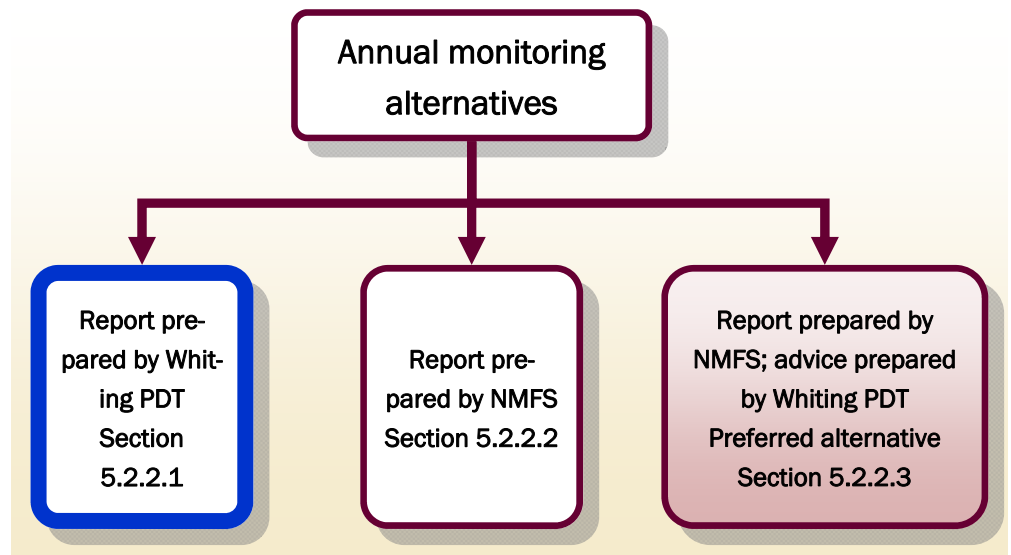 Annual monitoring
alternatives
Report pre-
pared by Whit-
ing PDT
Section
5.2.2.1
Report pre-
pared by NMFS
Section 5.2.2.2
Report prepared by
NMFS; advice prepared
by Whiting PDT
Preferred alternative
Section 5.2.2.3